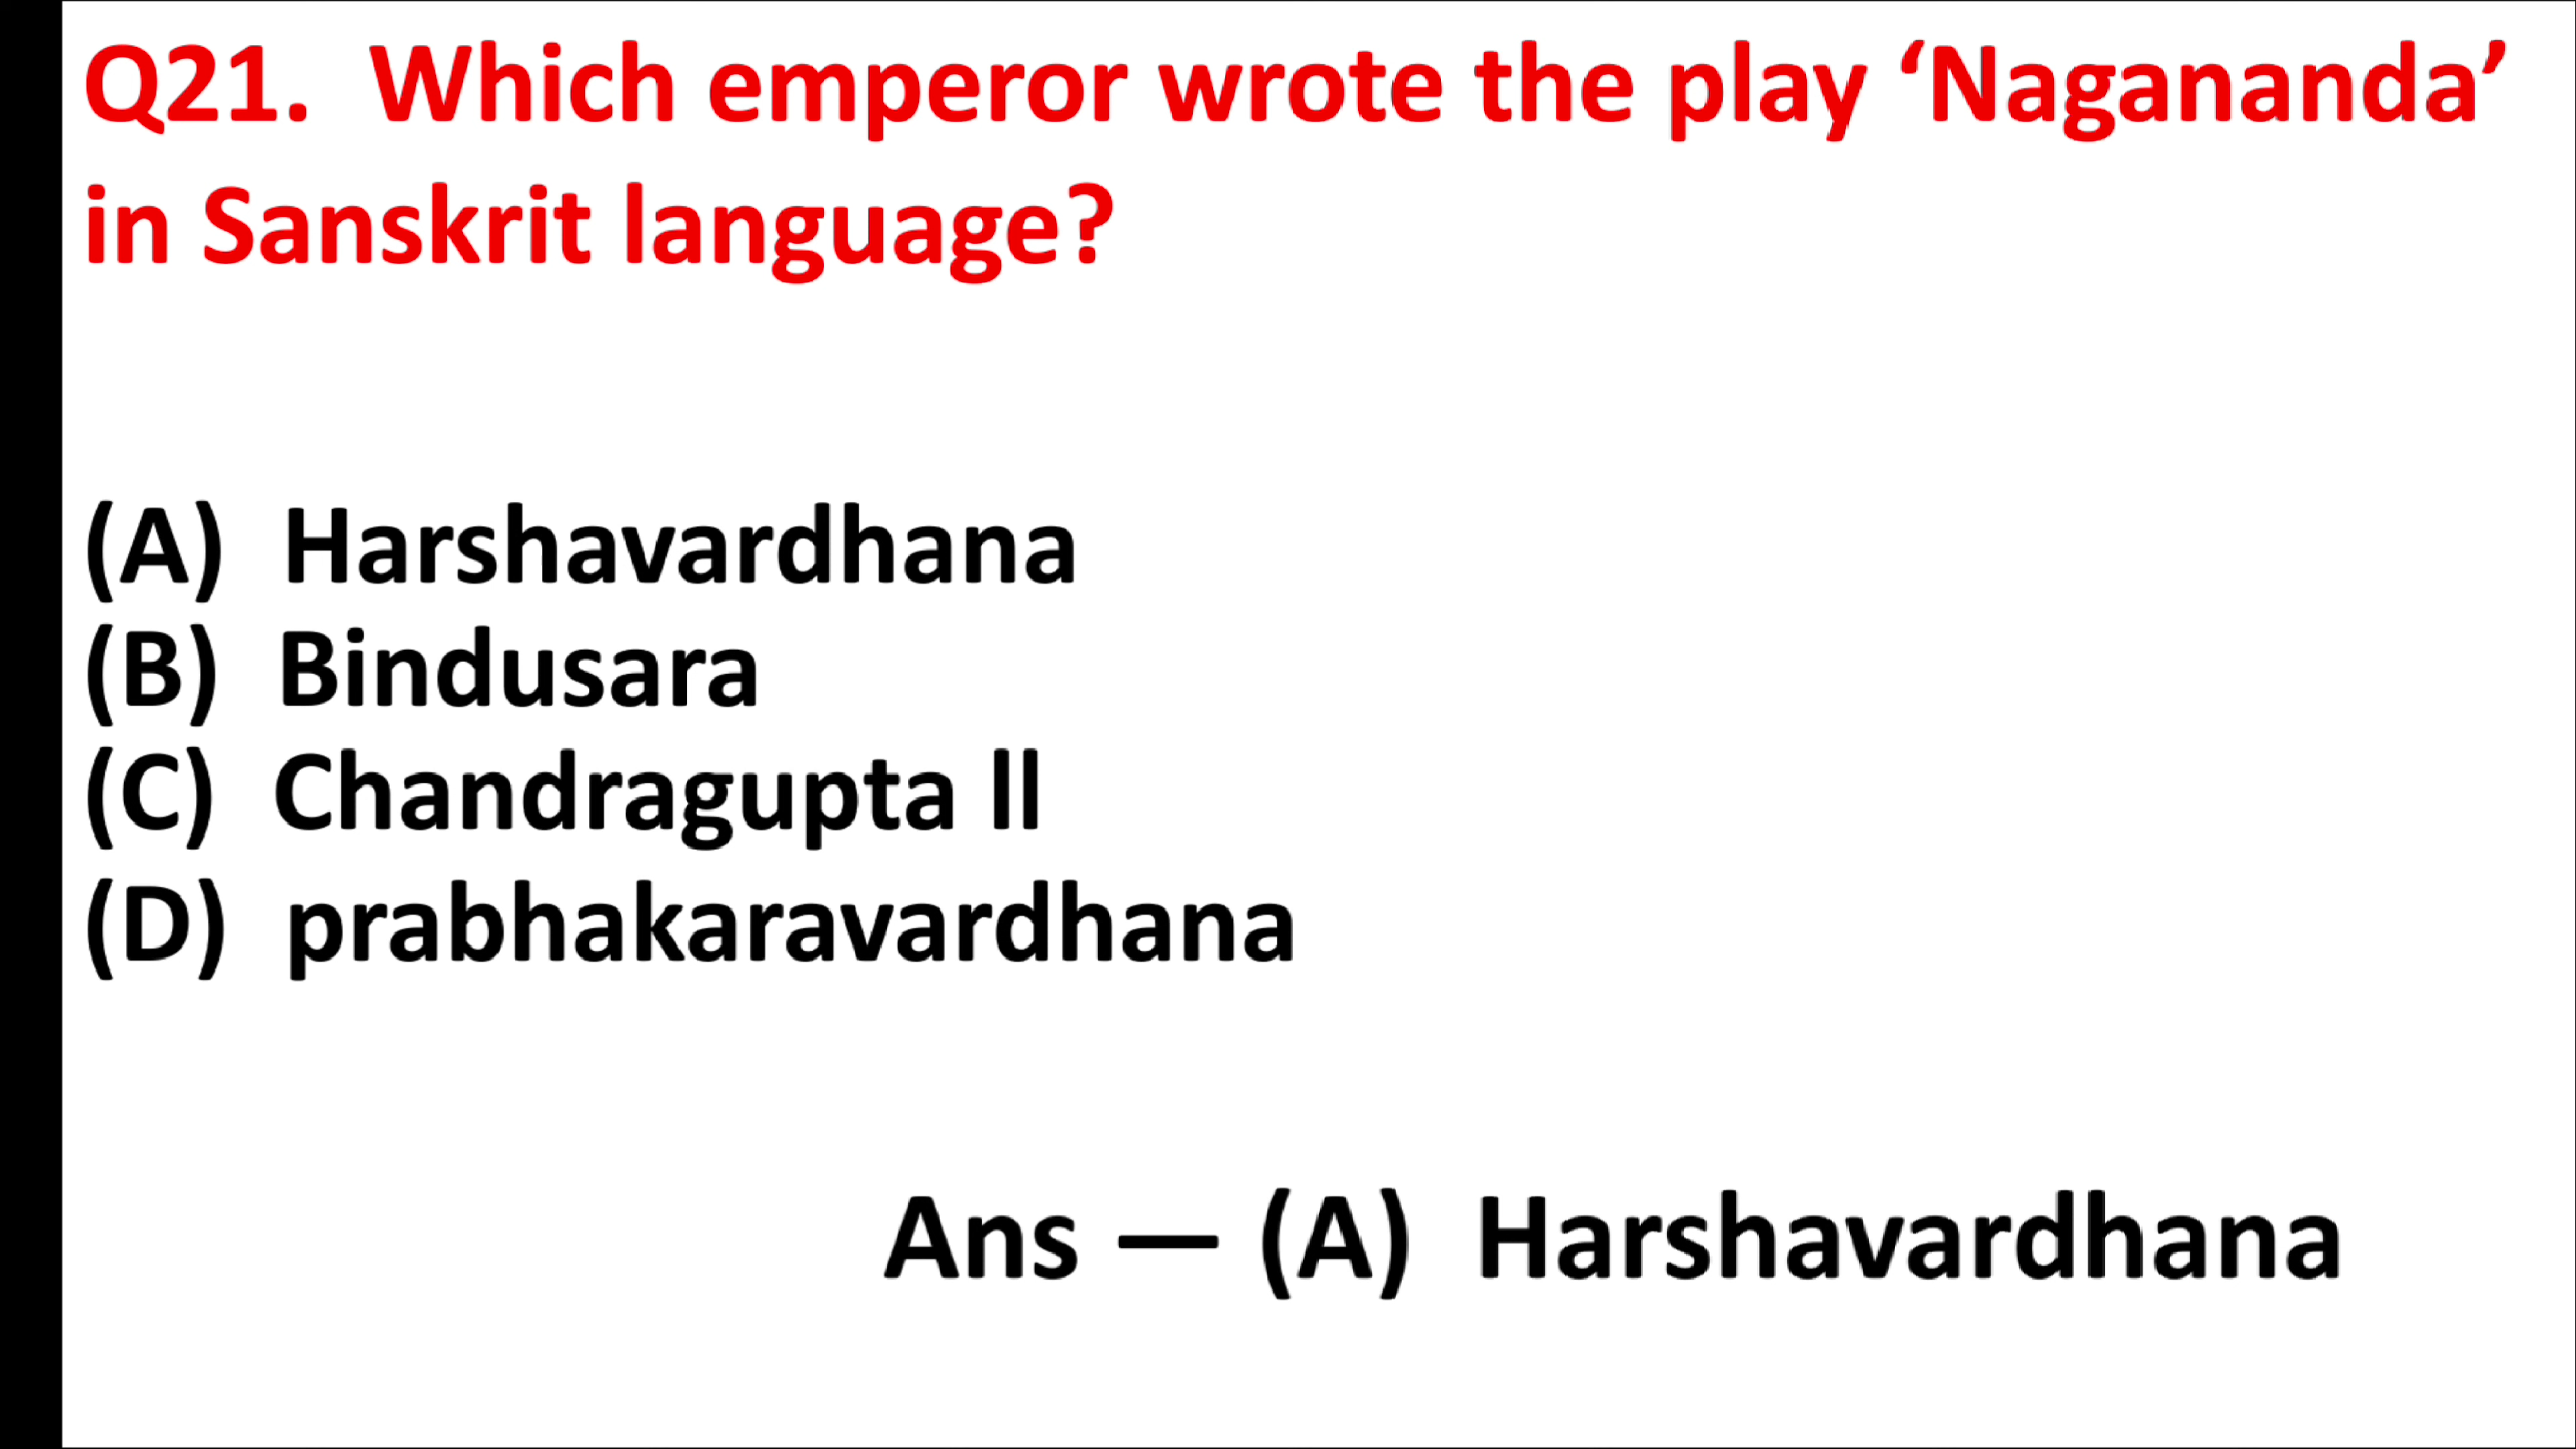 Q21. Which emperor wrote the play ‘Nagananda’
in Sanskrit language?
(A) Harshavardhana
(B) Bindusara
(C) Chandragupta ll
(D) prabhakaravardhana
Ans — (A) Harshavardhana